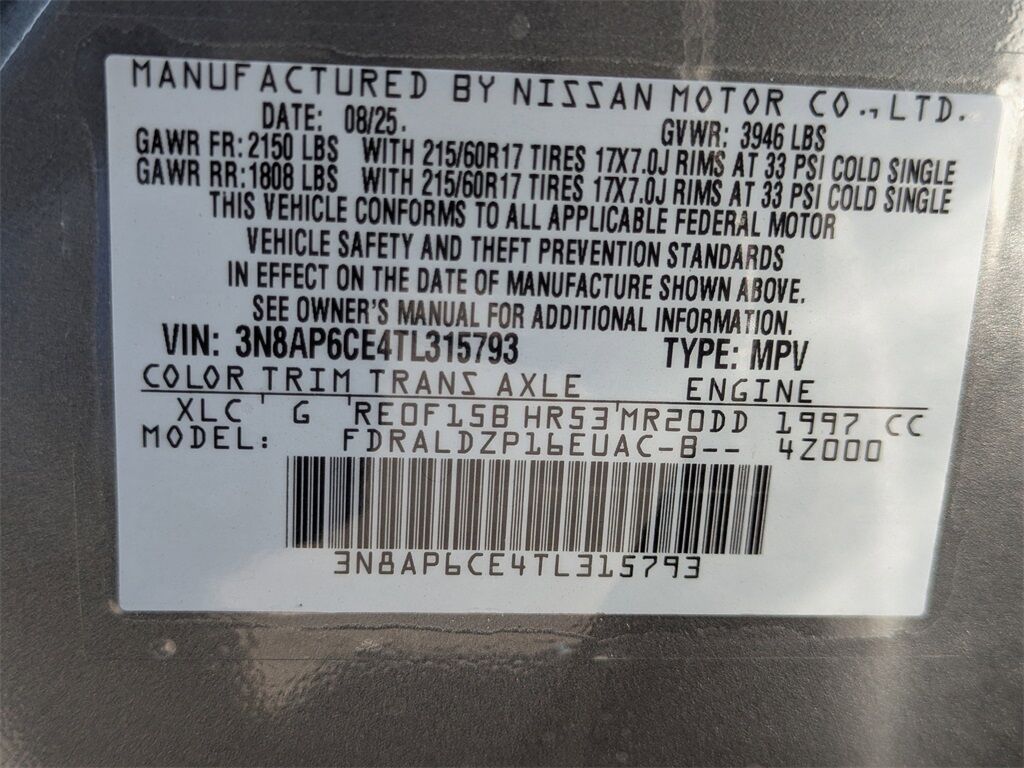 MANUFACTURED BY NISSAN MOTOR CO., LTD.
DATE: 08/25. GVWR: 3946 LBS
GAWR FR: 2150 LBS WITH 215/60R17 TIRES 17X7.0J RIMS AT 33 PSI COLD SINGLE
GAWR RR: 1808 LBS WITH 215/60R17 TIRES 17X7.0J RIMS AT 33 PSI COLD SINGLE
THIS VEHICLE CONFORMS TO ALL APPLICABLE FEDERAL MOTOR
VEHICLE SAFETY AND THEFT PREVENTION STANDARDS
IN EFFECT ON THE DATE OF MANUFACTURE SHOWN ABOVE.
SEE OWNER'S MANUAL FOR ADDITIONAL INFORMATION.
VIN: 3N8AP6CE4TL315793 TYPE: MPV
COLOR TRIM TRANS AXLE ENGINE
XLC ' G 'RE0F15B HR53'MR20DD 1997 CC
MODEL: FDRALDZP16EUAC-B-- 4Z000
3N8AP6CE4TL315793